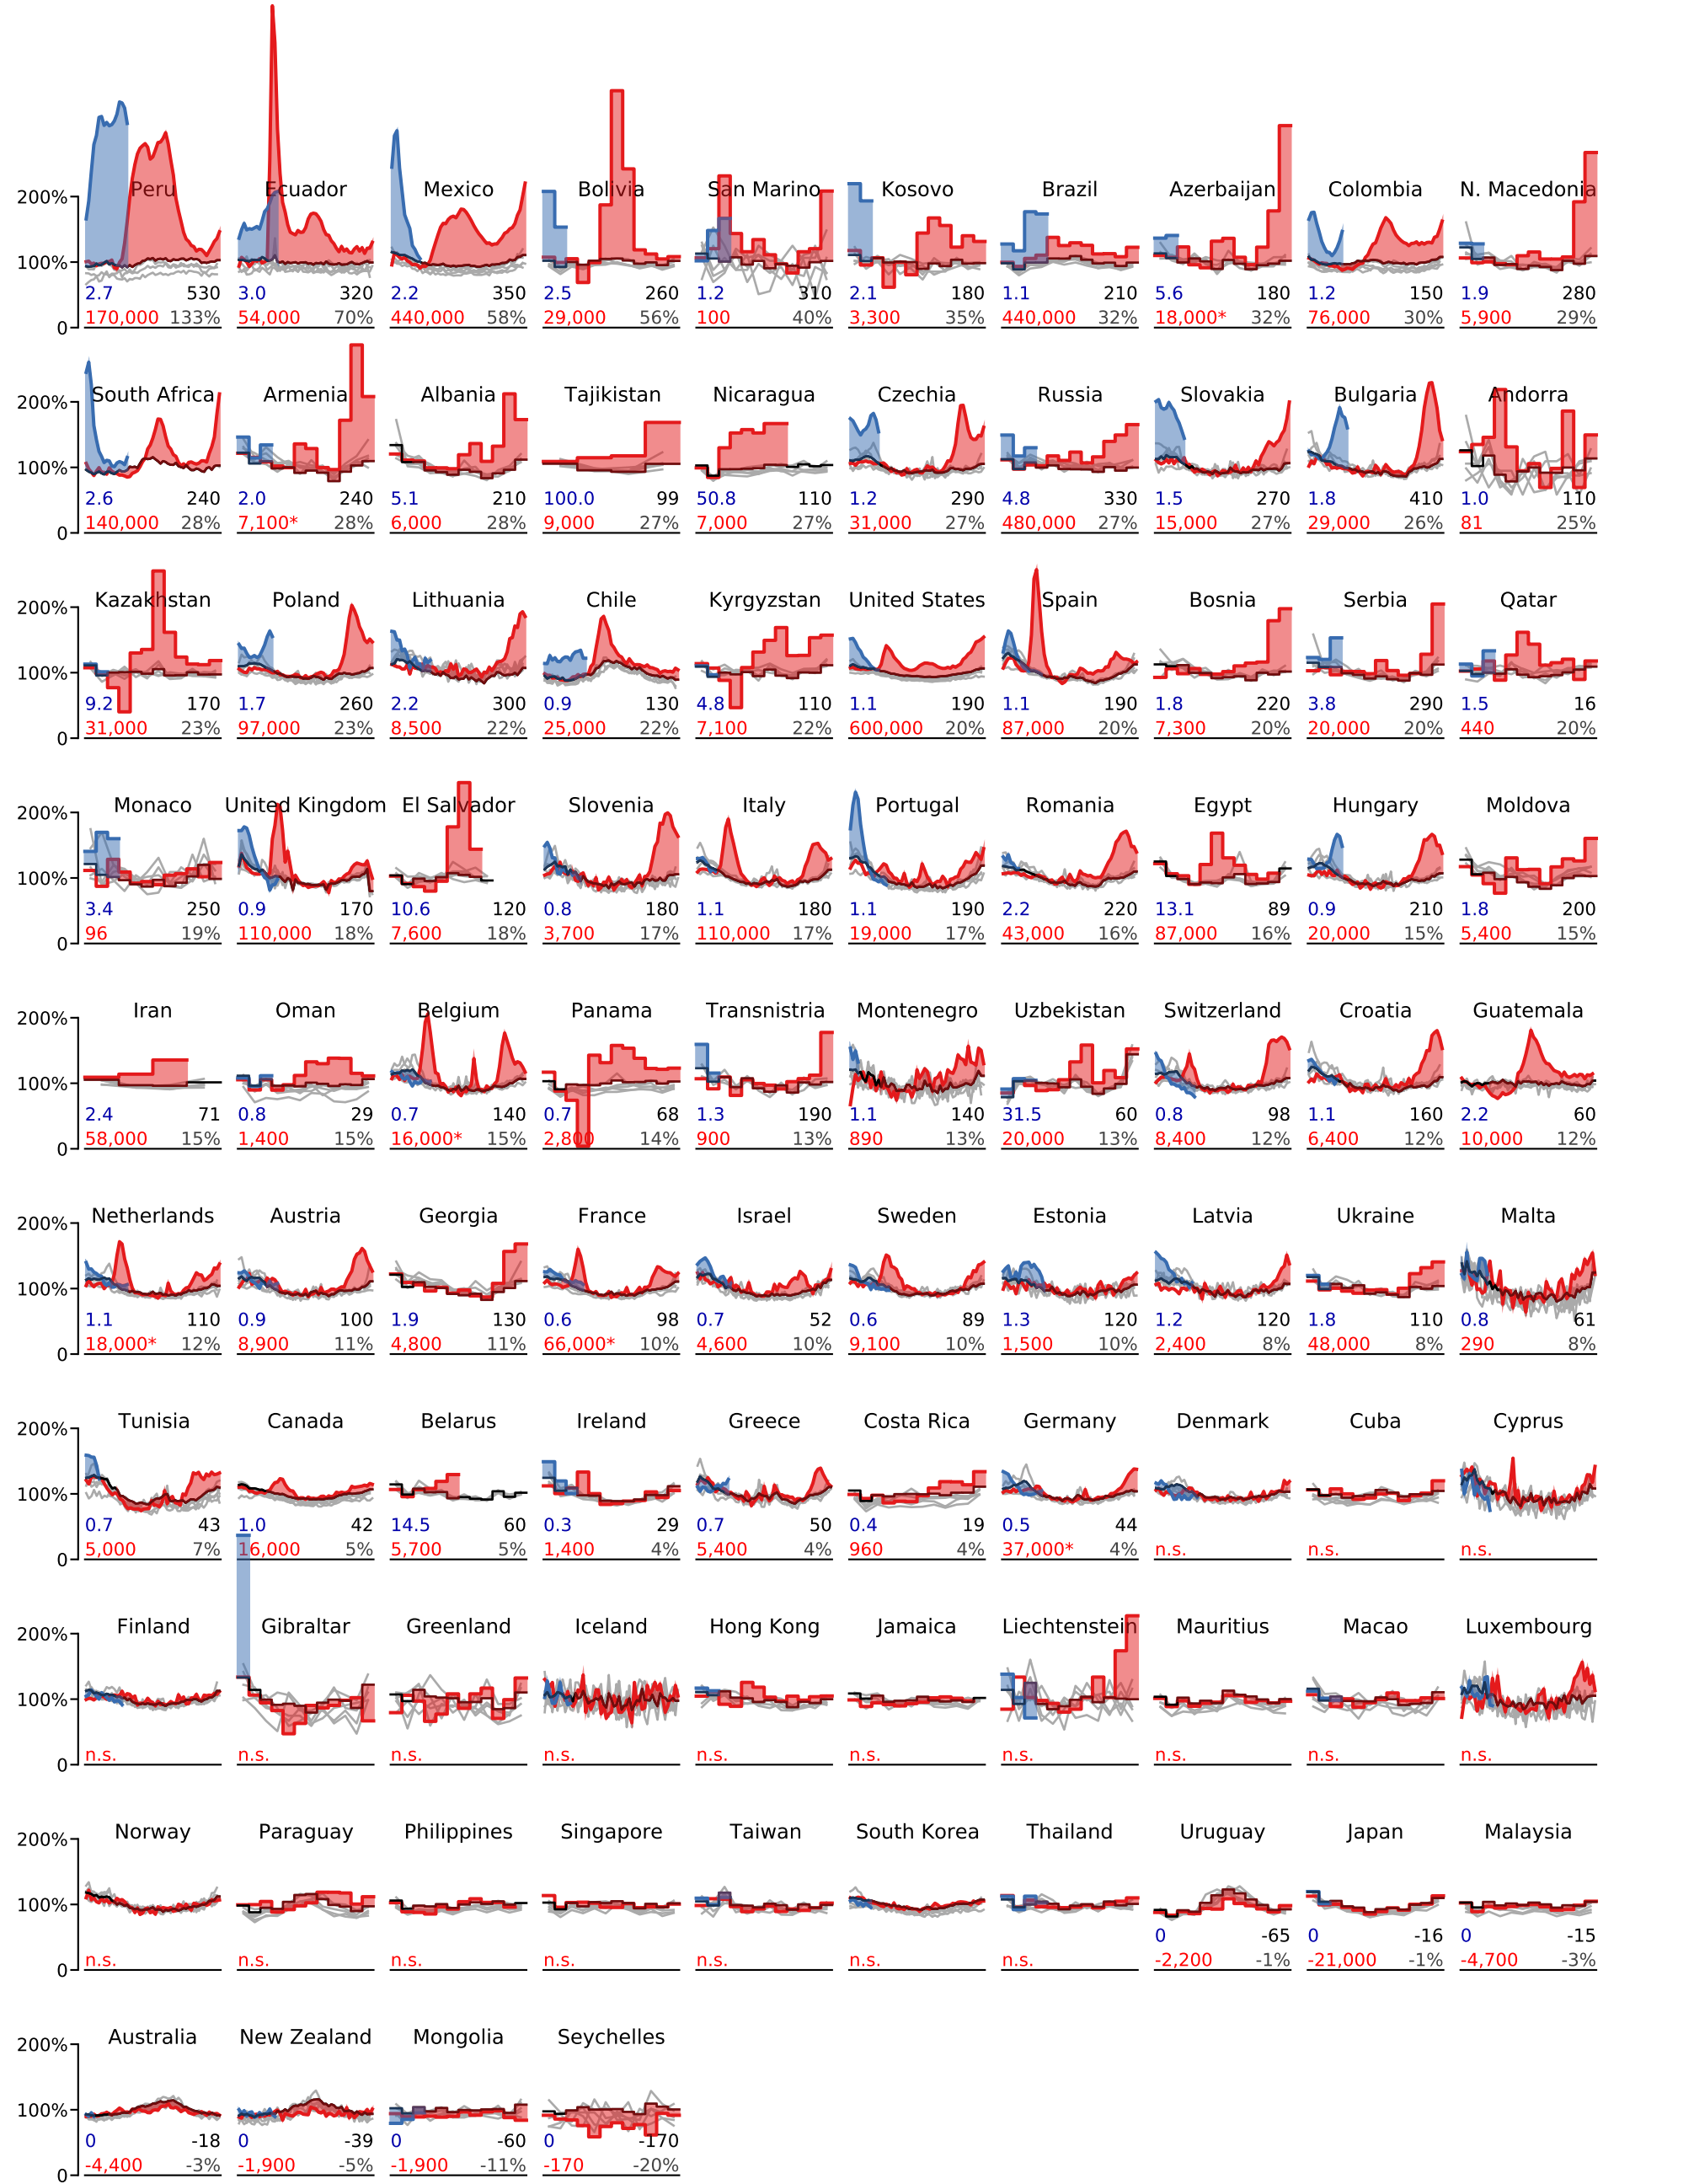 Peru Ecuador Mexico Bolivia San Marino Kosovo Brazil Azerbaijan Colombia N. Macedonia
200%
100%
2.7 530 3.0 320 2.2 350 2.5 260 1.2 310 2.1 180 1.1 210 5.6 180 1.2 150 1.9 280
170,000 133% 54,000 70% 440,000 58% 29,000 56% 100 40% 3,300 35% 440,000 32% 18,000* 32% 76,000 30% 5,900 29%
0
South Africa Armenia Albania Tajikistan Nicaragua Czechia Russia Slovakia Bulgaria Andorra
200%
100%
2.6 240 2.0 240 5.1 210 100.0 99 50.8 110 1.2 290 4.8 330 1.5 270 1.8 410 1.0 110
140,000 28% 7,100* 28% 6,000 28% 9,000 27% 7,000 27% 31,000 27% 480,000 27% 15,000 27% 29,000 26% 81 25%
0
Kazakhstan Poland Lithuania Chile Kyrgyzstan United States Spain Bosnia Serbia Qatar
200%
100%
9.2 170 1.7 260 2.2 300 0.9 130 4.8 110 1.1 190 1.1 190 1.8 220 3.8 290 1.5 16
31,000 23% 97,000 23% 8,500 22% 25,000 22% 7,100 22% 600,000 20% 87,000 20% 7,300 20% 20,000 20% 440 20%
0
Monaco United Kingdom El Salvador Slovenia Italy Portugal Romania Egypt Hungary Moldova
200%
100%
3.4 250 0.9 170 10.6 120 0.8 180 1.1 180 1.1 190 2.2 220 13.1 89 0.9 210 1.8 200
96 19% 110,000 18% 7,600 18% 3,700 17% 110,000 17% 19,000 17% 43,000 16% 87,000 16% 20,000 15% 5,400 15%
0
Iran Oman Belgium Panama Transnistria Montenegro Uzbekistan Switzerland Croatia Guatemala
200%
100%
2.4 71 0.8 29 0.7 140 0.7 68 1.3 190 1.1 140 31.5 60 0.8 98 1.1 160 2.2 60
58,000 15% 1,400 15% 16,000* 15% 2,800 14% 900 13% 890 13% 20,000 13% 8,400 12% 6,400 12% 10,000 12%
0
Netherlands Austria Georgia France Israel Sweden Estonia Latvia Ukraine Malta
200%
100%
1.1 110 0.9 100 1.9 130 0.6 98 0.7 52 0.6 89 1.3 120 1.2 120 1.8 110 0.8 61
18,000* 12% 8,900 11% 4,800 11% 66,000* 10% 4,600 10% 9,100 10% 1,500 10% 2,400 8% 48,000 8% 290 8%
0
Tunisia Canada Belarus Ireland Greece Costa Rica Germany Denmark Cuba Cyprus
200%
100%
0.7 43 1.0 42 14.5 60 0.3 29 0.7 50 0.4 19 0.5 44
5,000 7% 16,000 5% 5,700 5% 1,400 4% 5,400 4% 960 4% 37,000* 4% n.s. n.s. n.s.
0
Finland Gibraltar Greenland Iceland Hong Kong Jamaica Liechtenstein Mauritius Macao Luxembourg
200%
100%
n.s. n.s. n.s. n.s. n.s. n.s. n.s. n.s. n.s. n.s.
0
Norway Paraguay Philippines Singapore Taiwan South Korea Thailand Uruguay Japan Malaysia
200%
100%
0 -65 0 -16 0 -15
n.s. n.s. n.s. n.s. n.s. n.s. n.s. -2,200 -1% -21,000 -1% -4,700 -3%
0
Australia New Zealand Mongolia Seychelles
200%
100%
0 -18 0 -39 0 -60 0 -170
-4,400 -3% -1,900 -5% -1,900 -11% -170 -20%
0